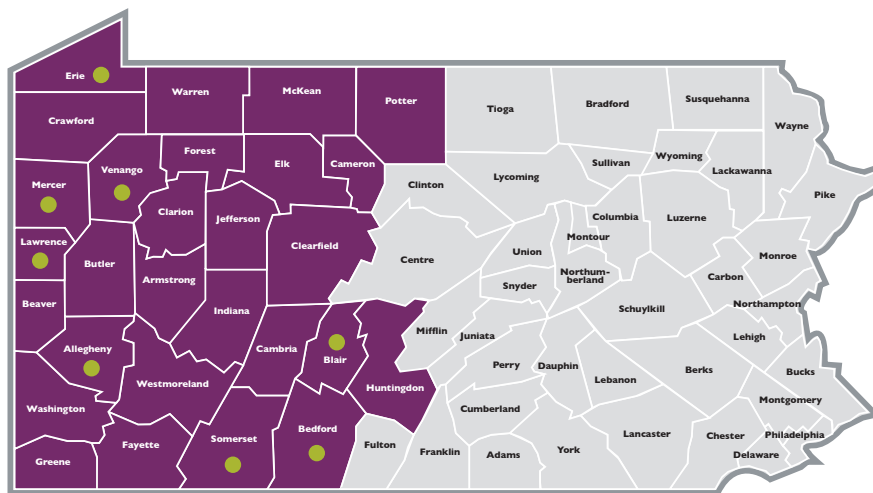 Erie
Warren
McKean
Potter
Tioga
Bradford
Susquehanna
Wayne
Crawford
Forest
Elk
Cameron
Venango
Mercer
Clarion
Jefferson
Clinton
Lycoming
Sullivan
Wyoming
Lackawanna
Pike
Lawrence
Butler
Clearfield
Centre
Union
Montour
Columbia
Luzerne
Monroe
Armstrong
Snyder
Northum-
berland
Carbon
Beaver
Indiana
Schuylkill
Northampton
Allegheny
Cambria
Blair
Mifflin
Juniata
Lehigh
Westmoreland
Huntingdon
Perry
Dauphin
Lebanon
Berks
Bucks
Washington
Cumberland
Montgomery
Fayette
Somerset
Bedford
Fulton
Franklin
Adams
York
Lancaster
Chester
Philadelphia
Delaware
Greene